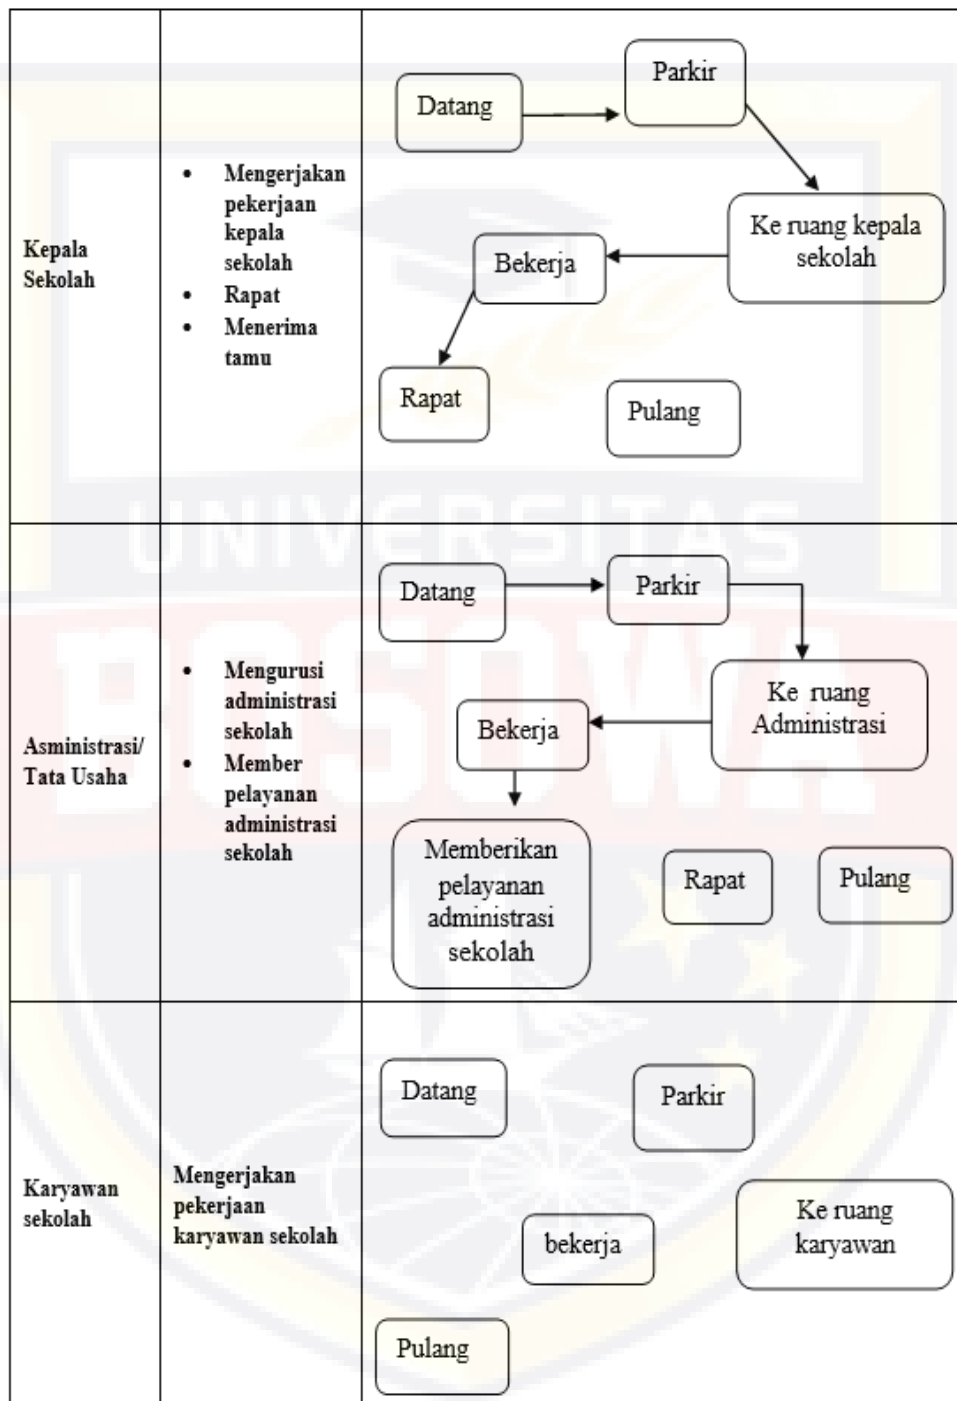 Kepala
Sekolah
• Mengerjakan
pekerjaan
kepala
sekolah
• Rapat
• Menerima
tamu
Datang
Parkir
Ke ruang kepala
sekolah
Bekerja
Rapat
Pulang
UNIVERSITAS
BOSOWA
Asministrasi/
Tata Usaha
• Mengurusi
administrasi
sekolah
• Member
pelayanan
administrasi
sekolah
Datang
Parkir
Ke ruang
Administrasi
Bekerja
Memberikan
pelayanan
administrasi
sekolah
Rapat
Pulang
Karyawan
sekolah
Mengerjakan
pekerjaan
karyawan sekolah
Datang
Parkir
Ke ruang
karyawan
bekerja
Pulang